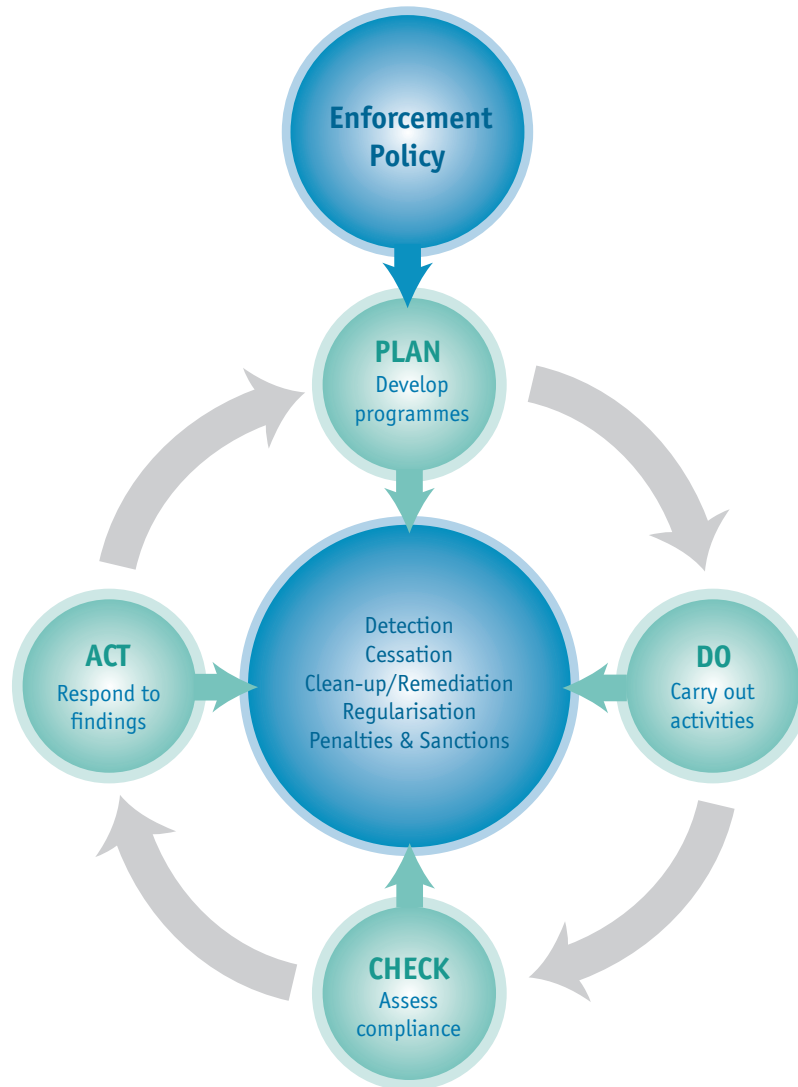 Enforcement
Policy
PLAN
Develop
programmes
ACT
Respond to
findings
Detection
Cessation
Clean-up/Remediation
Regularisation
Penalties & Sanctions
DO
Carry out
activities
CHECK
Assess
compliance